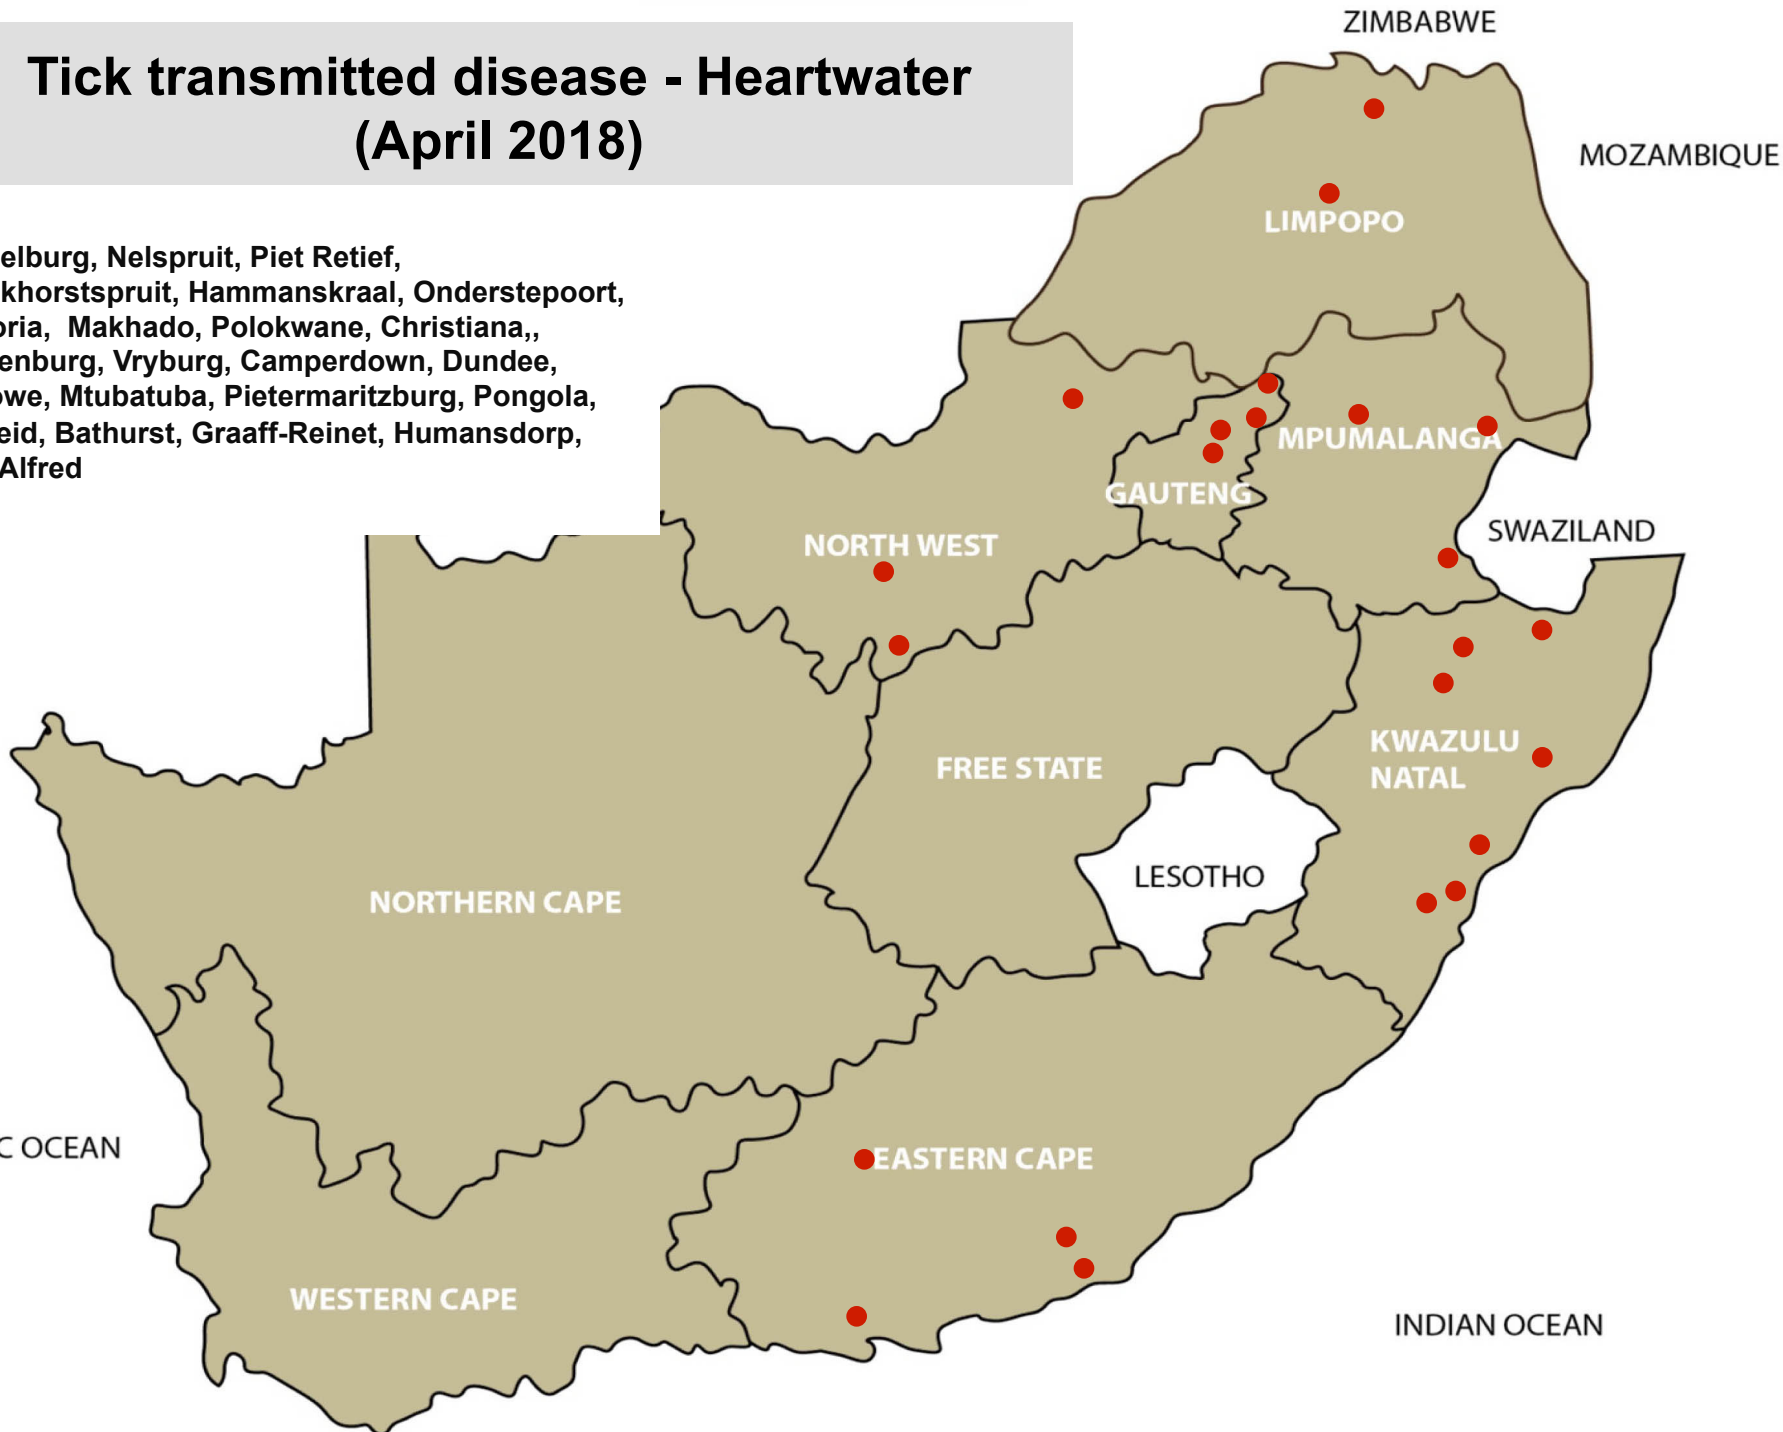 ZIMBABWE
Tick transmitted disease - Heartwater
(April 2018)
MOZAMBIQUE
LIMPOPO
elburg, Nelspruit, Piet Retief,
khorstspruit, Hammanskraal, Onderstepoort,
oria, Makhado, Polokwane, Christiana,,
enburg, Vryburg, Camperdown, Dundee,
owe, Mtubatuba, Pietermaritzburg, Pongola,
eid, Bathurst, Graaff-Reinet, Humansdorp,
Alfred
MPUMALANGA
GAUTENG
SWAZILAND
NORTH WEST
KWAZULU
NATAL
FREE STATE
LESOTHO
NORTHERN CAPE
C OCEAN
EASTERN CAPE
WESTERN CAPE
INDIAN OCEAN